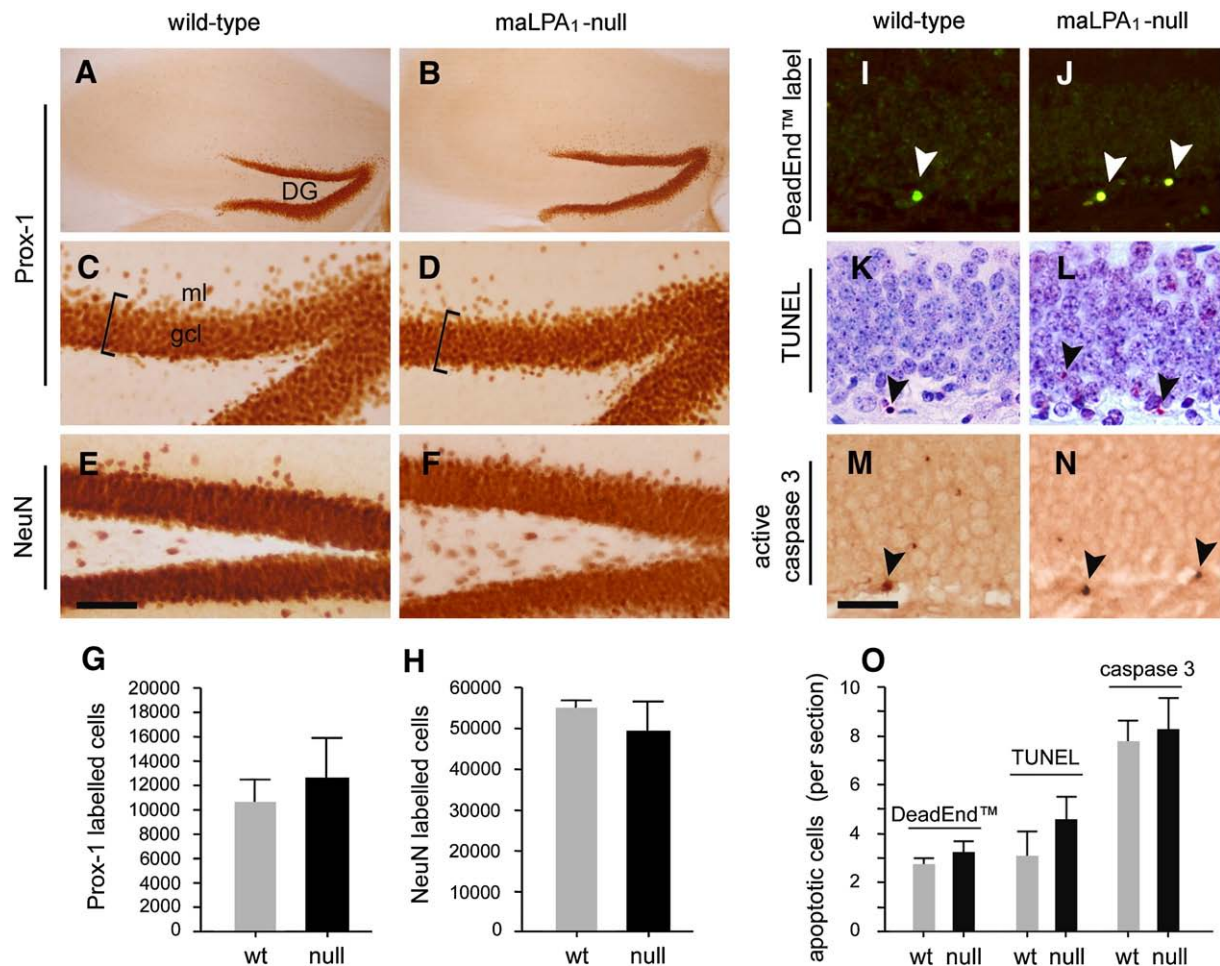 wild-type
maLPA₁-null
wild-type
maLPA₁-null
Prox-1
A
B
DG
C
ml
gcl
D
NeuN
E
F
DeadEnd™ label
I
J
TUNEL
K
L
active
caspase 3
M
N
G
Prox-1 labelled cells
20000
18000
16000
14000
12000
10000
8000
6000
4000
2000
0
wt
null
H
NeuN labelled cells
60000
50000
40000
30000
20000
10000
0
wt
null
O
apoptotic cells (per section)
10
8
6
4
2
0
DeadEnd™
TUNEL
caspase 3
wt
null
wt
null
wt
null